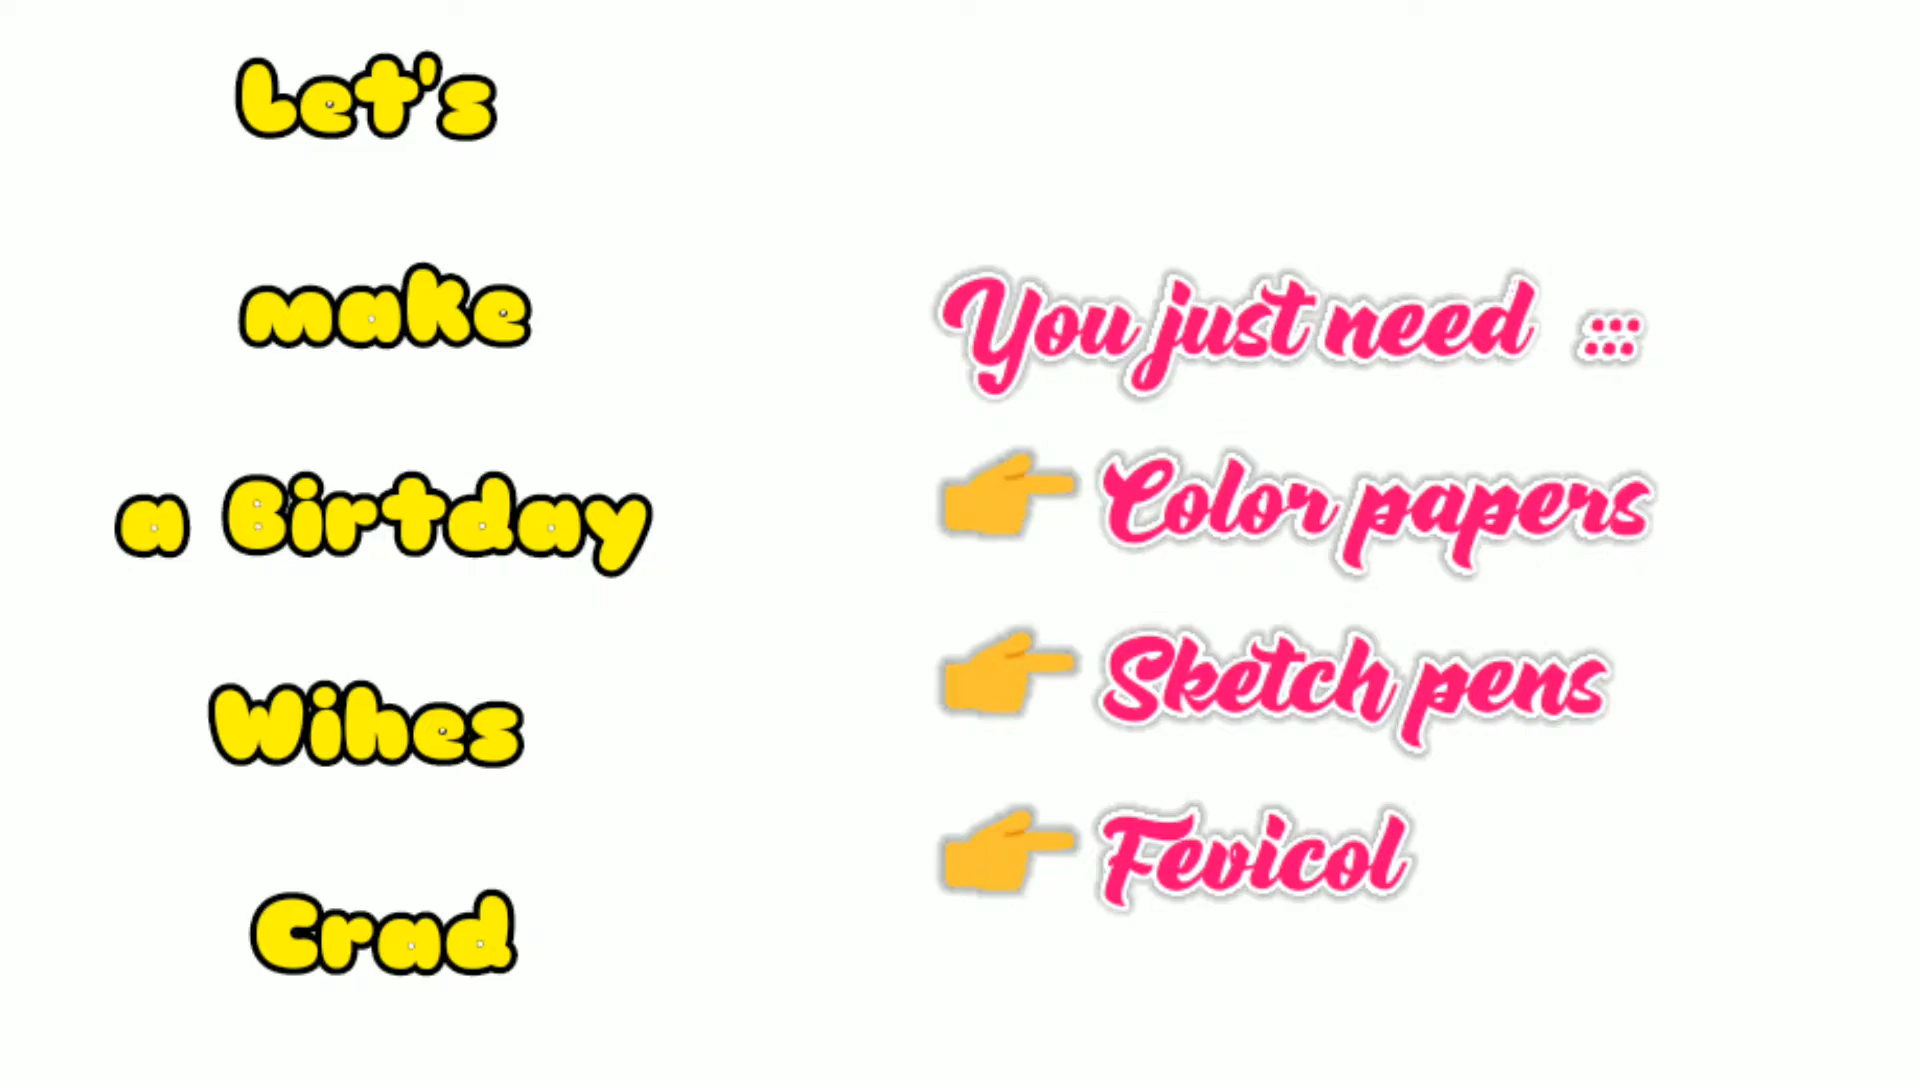 Let's
make
a Birtday
Wihes
Crad
You just need :::
👉 Color papers
👉 Sketch pens
👉 Fevicol